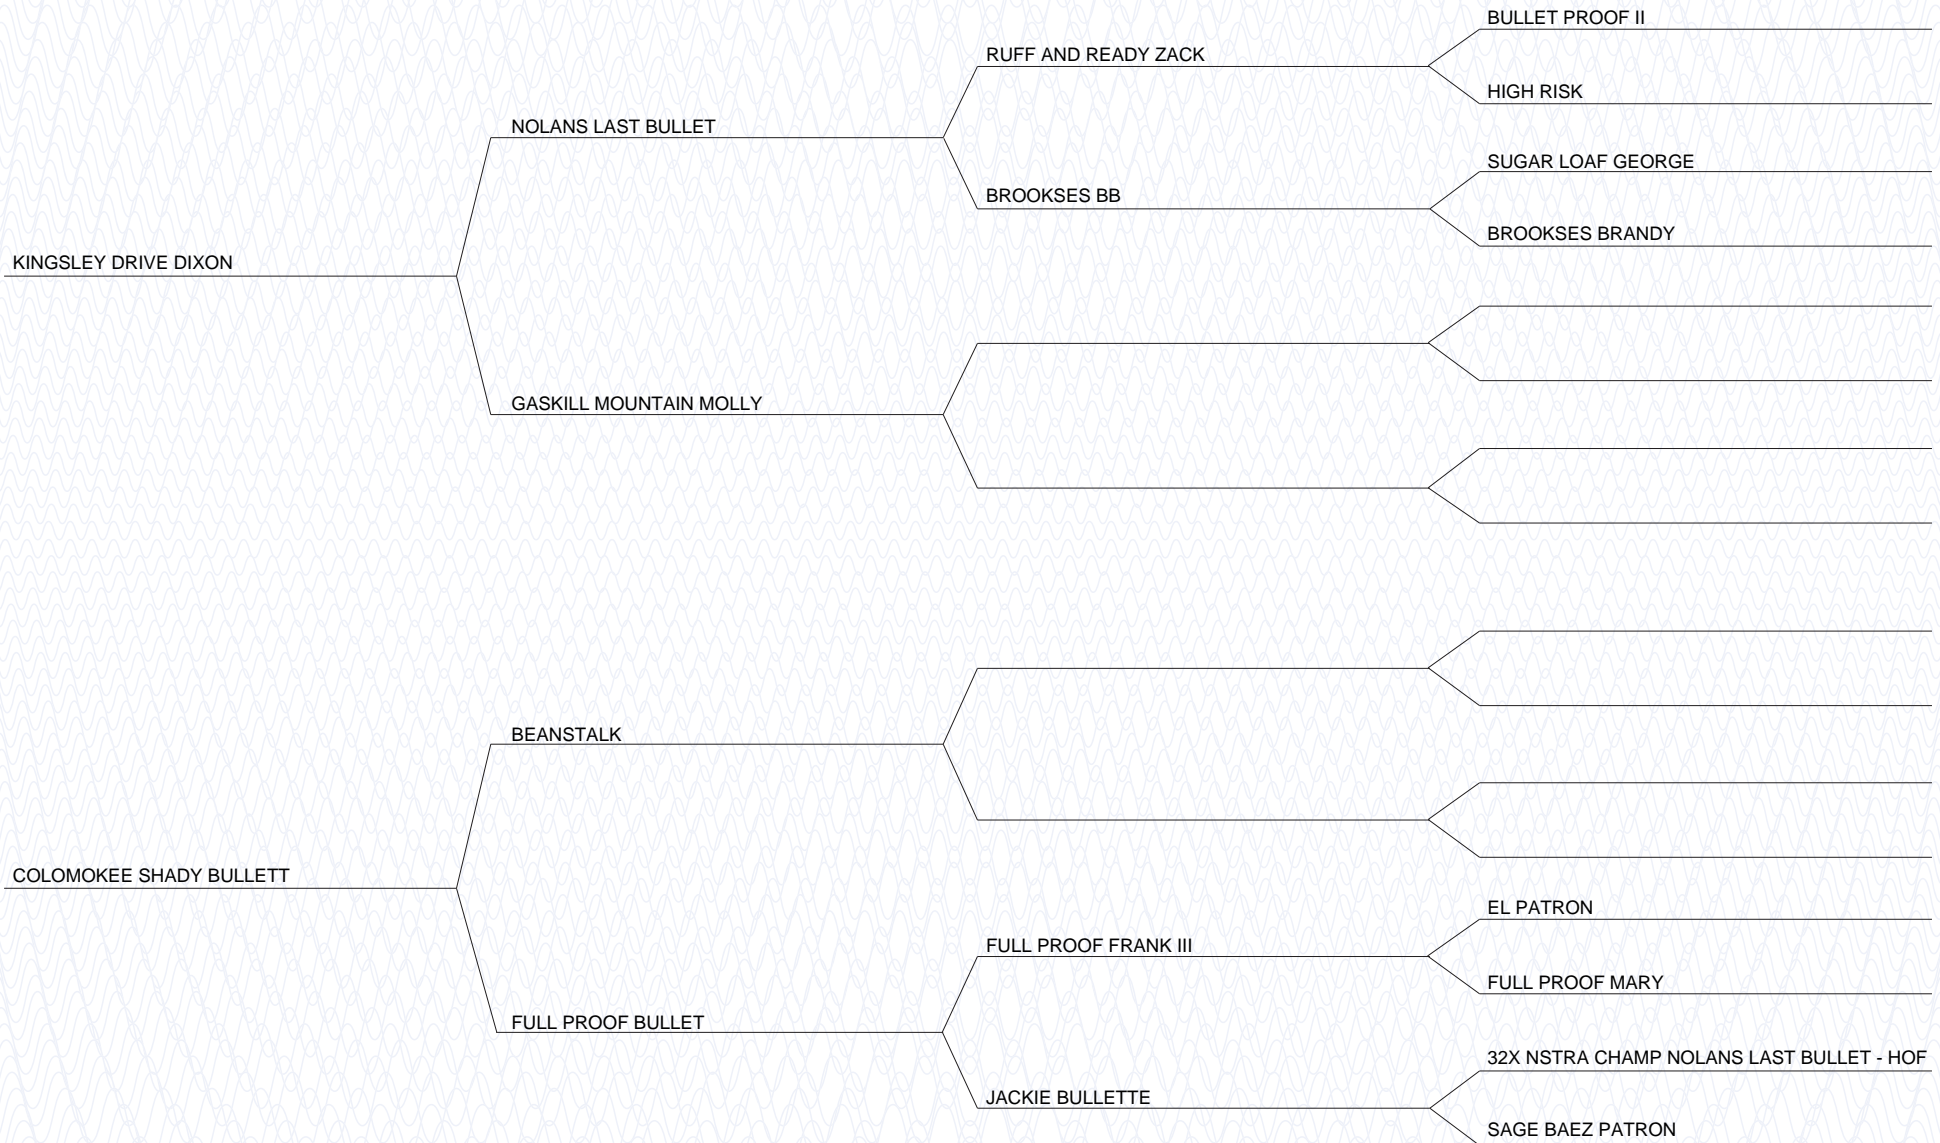 BULLET PROOF II
RUFF AND READY ZACK
HIGH RISK
NOLANS LAST BULLET
SUGAR LOAF GEORGE
BROOKSES BB
BROOKSES BRANDY
KINGSLEY DRIVE DIXON
GASKILL MOUNTAIN MOLLY
BEANSTALK
COLOMOKEE SHADY BULLETT
EL PATRON
FULL PROOF FRANK III
FULL PROOF MARY
FULL PROOF BULLET
32X NSTRA CHAMP NOLANS LAST BULLET - HOF
JACKIE BULLETTE
SAGE BAEZ PATRON